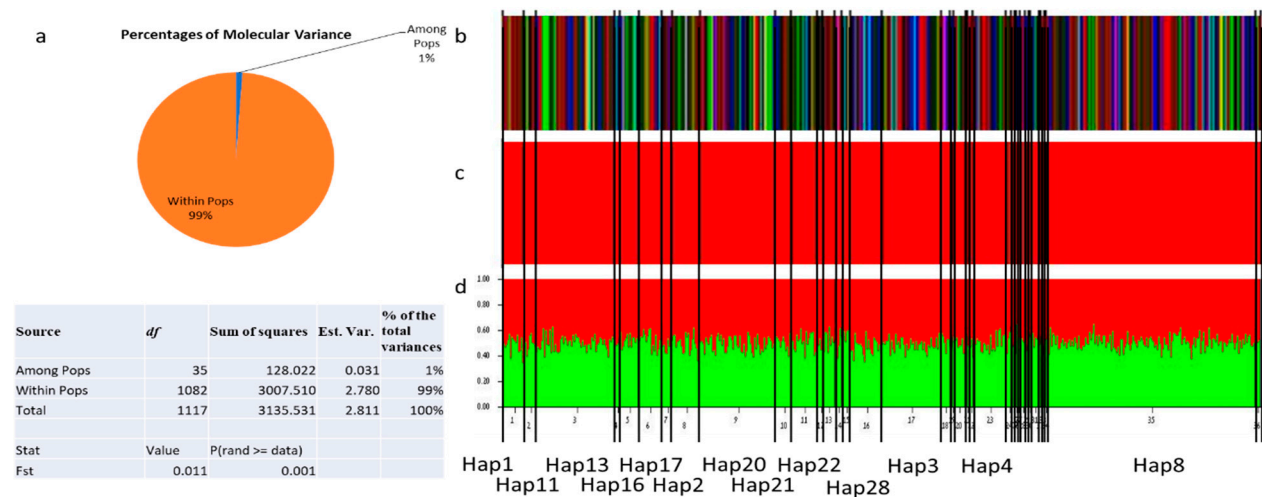 a
Percentages of Molecular Variance
Among
Pops
1%
Within Pops
99%
Source df Sum of squares Est. Var. % of the total variances
Among Pops 35 128.022 0.031 1%
Within Pops 1082 3007.510 2.780 99%
Total 1117 3135.531 2.811 100%
Stat Value P(rand >= data)
Fst 0.011 0.001
b
c
d
1.00
0.80
0.60
0.40
0.20
0.00
1 2 3 5 6 7 8 9 10 11 13 16 17 18 20 23 35
Hap1 Hap13 Hap17 Hap20 Hap22 Hap3 Hap4 Hap8
Hap11 Hap16 Hap2 Hap21 Hap28